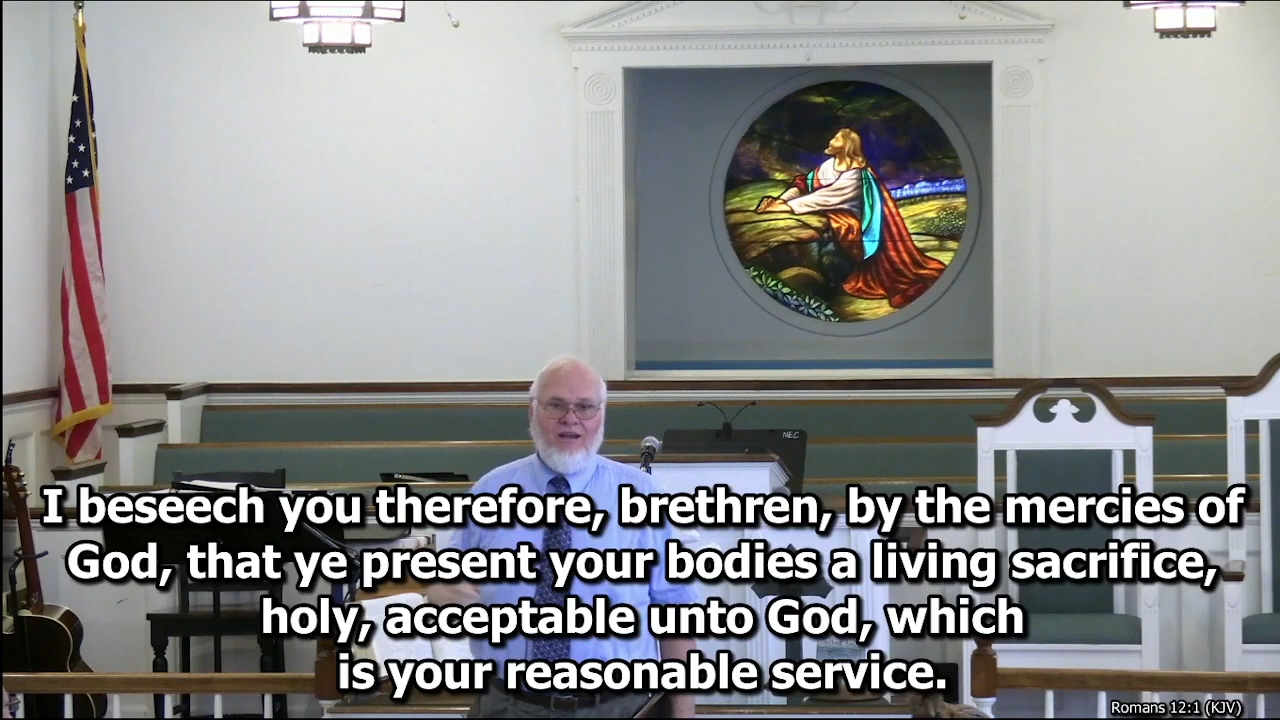 NEC
I beseech you therefore, brethren, by the mercies of
God, that ye present your bodies a living sacrifice,
holy, acceptable unto God, which
is your reasonable service.
Romans 12:1 (KJV)